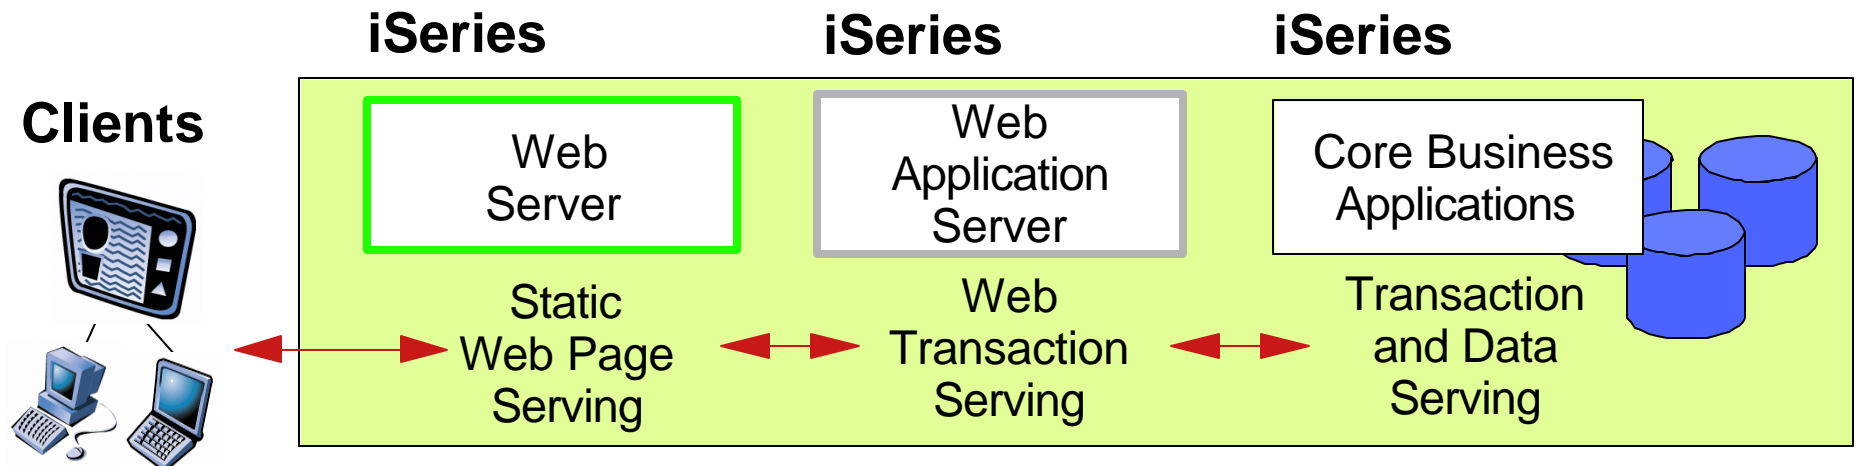 iSeries
iSeries
iSeries
Clients
Web
Server
Web
Application
Server
Core Business
Applications
Static
Web Page
Serving
Web
Transaction
Serving
Transaction
and Data
Serving